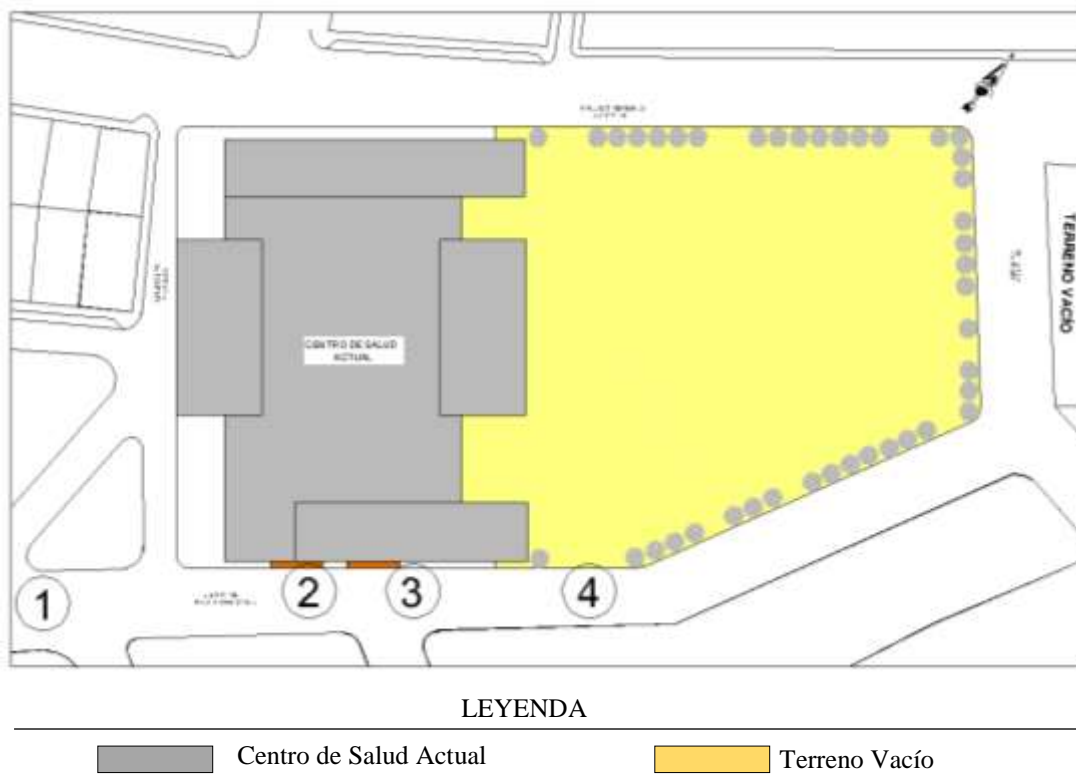 TERRENO VACÍO
CENTRO DE SALUD
ACTUAL
1
2
3
4
LEYENDA
Centro de Salud Actual
Terreno Vacío